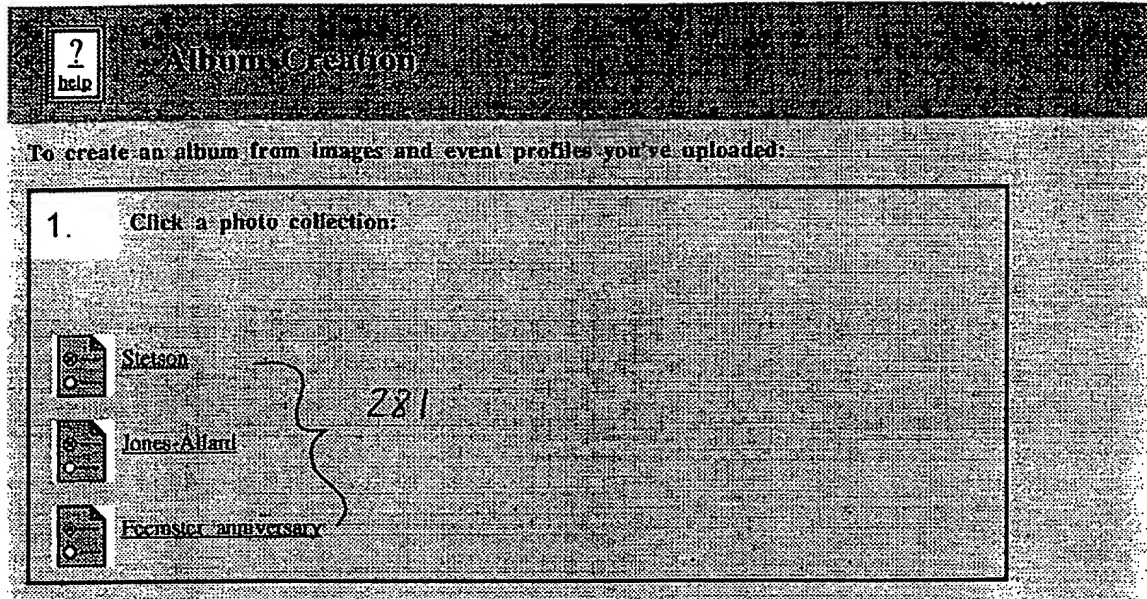 ?
help
Album Creation
To create an album from images and event profiles you've uploaded:
1. Click a photo collection:
Stetson
281
Jones-Allard
Feemster anniversary